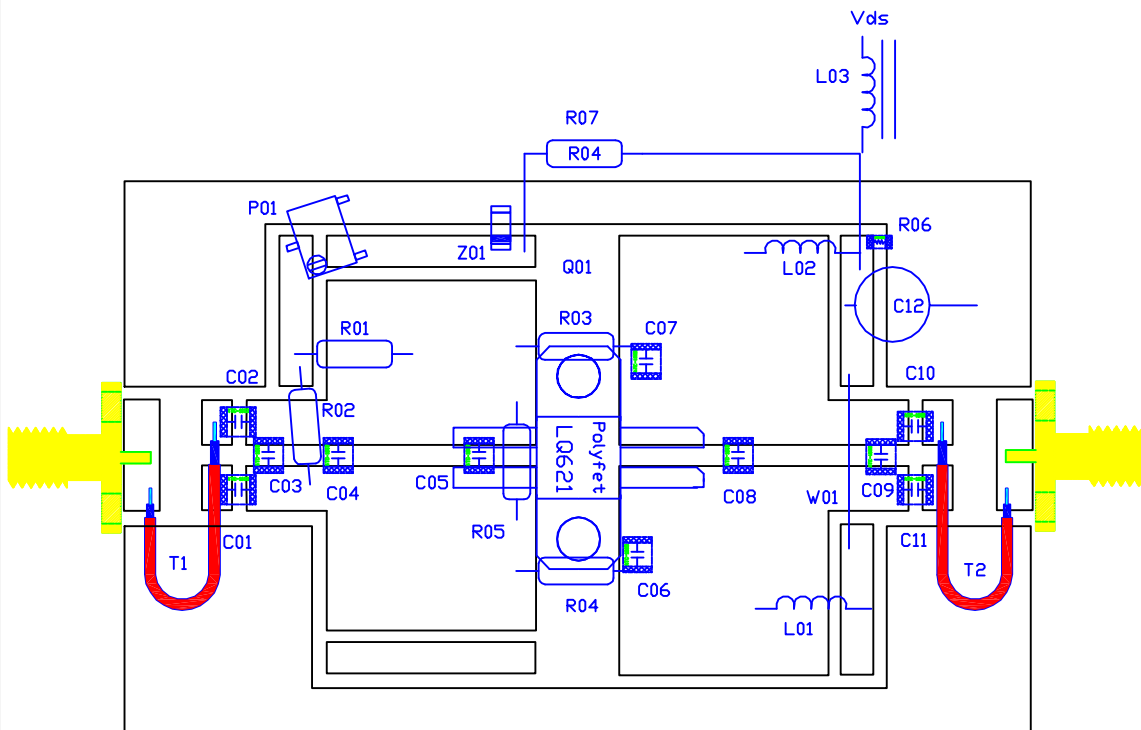 Vds
L03
R07
R04
P01
R06
Z01
Q01
L02
C12
R03
R01
C07
C02
C10
R02
Polyfet
LQ621
C03
C04
C05
C08
C09
W01
R05
C01
C11
T1
T2
C06
R04
L01